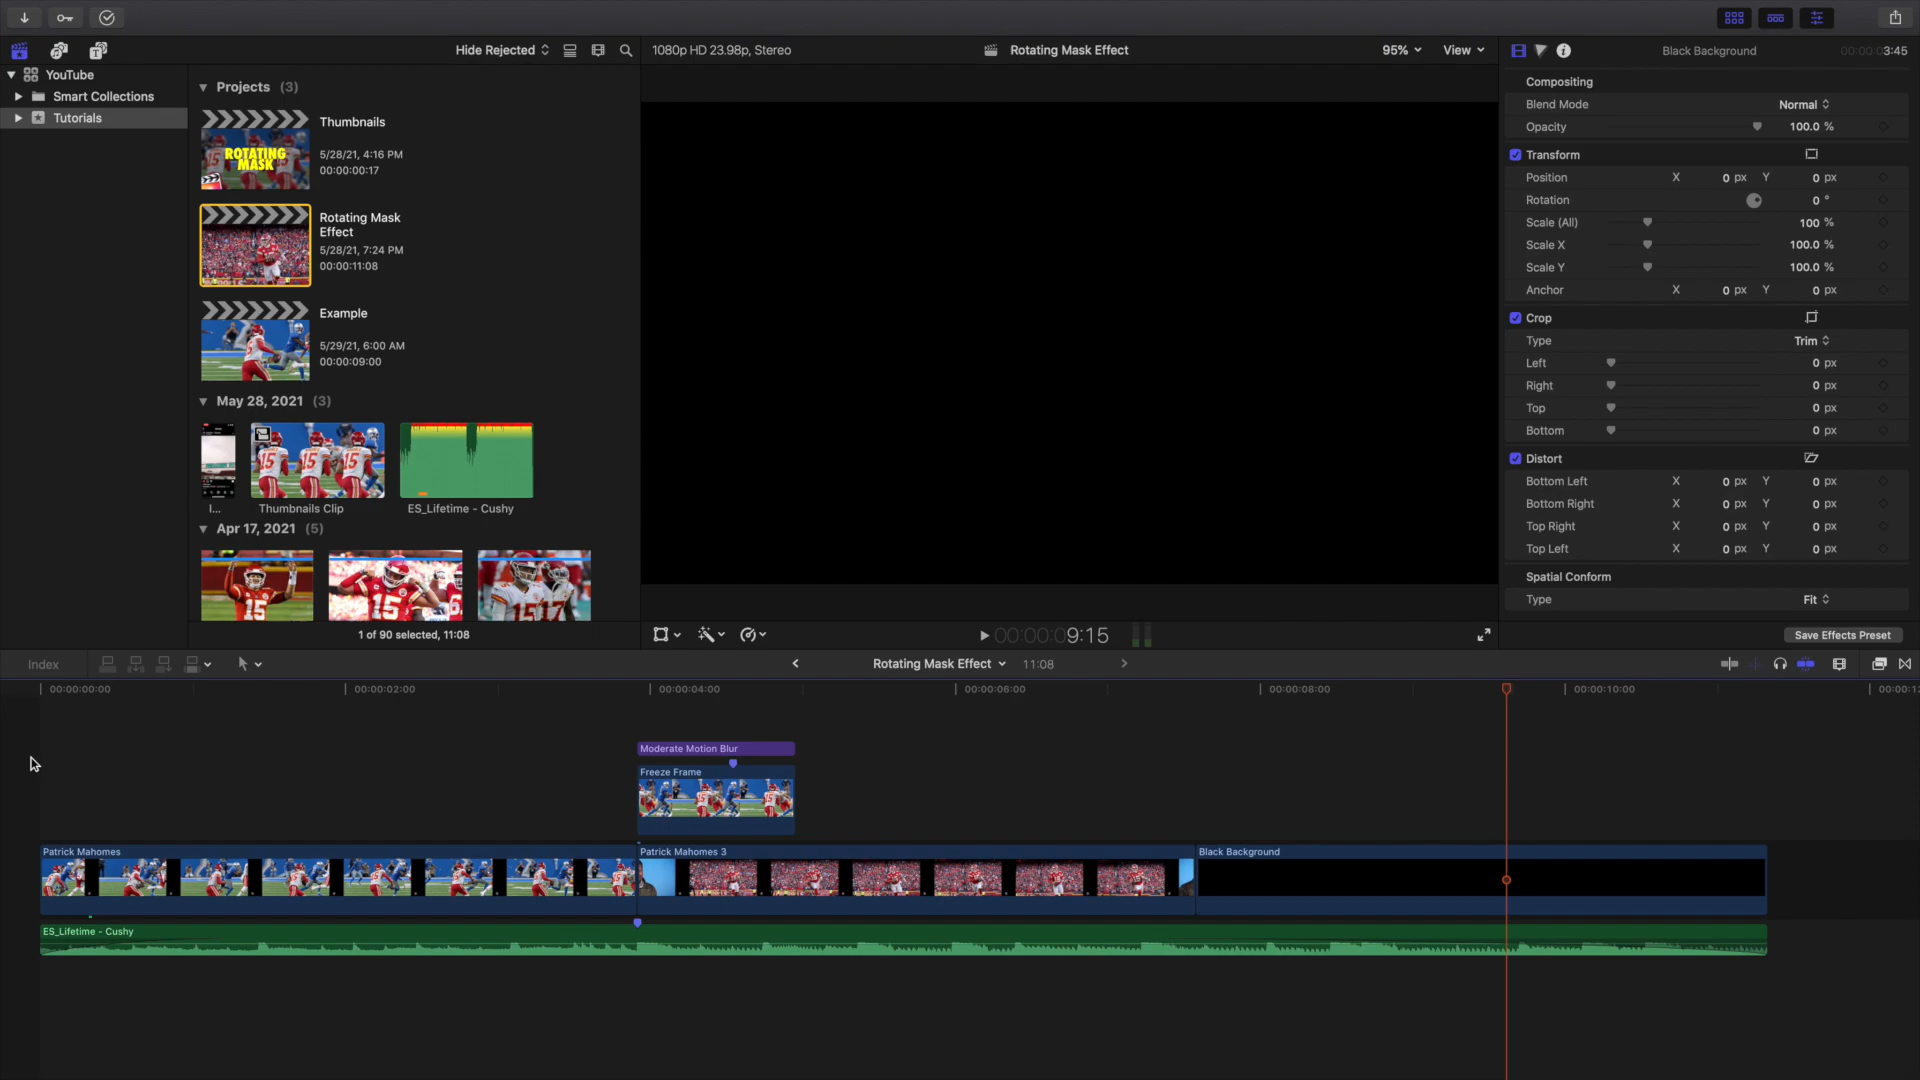 Hide Rejected
1080p HD 23.98p, Stereo
Rotating Mask Effect
95%
View
Black Background
00:00:03:45
YouTube
Smart Collections
Tutorials
Projects (3)
Thumbnails
5/28/21, 4:16 PM
00:00:00:17
ROTATING
MASK
Rotating Mask
Effect
5/28/21, 7:24 PM
00:00:11:08
Example
5/29/21, 6:00 AM
00:00:09:00
May 28, 2021 (3)
I...
Thumbnails Clip
ES_Lifetime - Cushy
Apr 17, 2021 (5)
1 of 90 selected, 11:08
Compositing
Blend Mode Normal
Opacity 100.0 %
Transform
Position X 0 px Y 0 px
Rotation 0 °
Scale (All) 100 %
Scale X 100.0 %
Scale Y 100.0 %
Anchor X 0 px Y 0 px
Crop
Type Trim
Left 0 px
Right 0 px
Top 0 px
Bottom 0 px
Distort
Bottom Left X 0 px Y 0 px
Bottom Right X 0 px Y 0 px
Top Right X 0 px Y 0 px
Top Left X 0 px Y 0 px
Spatial Conform
Type Fit
00:00:09:15
Save Effects Preset
Index
Rotating Mask Effect 11:08
00:00:00:00
00:00:02:00
00:00:04:00
00:00:06:00
00:00:08:00
00:00:10:00
00:00:1
Moderate Motion Blur
Freeze Frame
Patrick Mahomes
Patrick Mahomes 3
Black Background
ES_Lifetime - Cushy